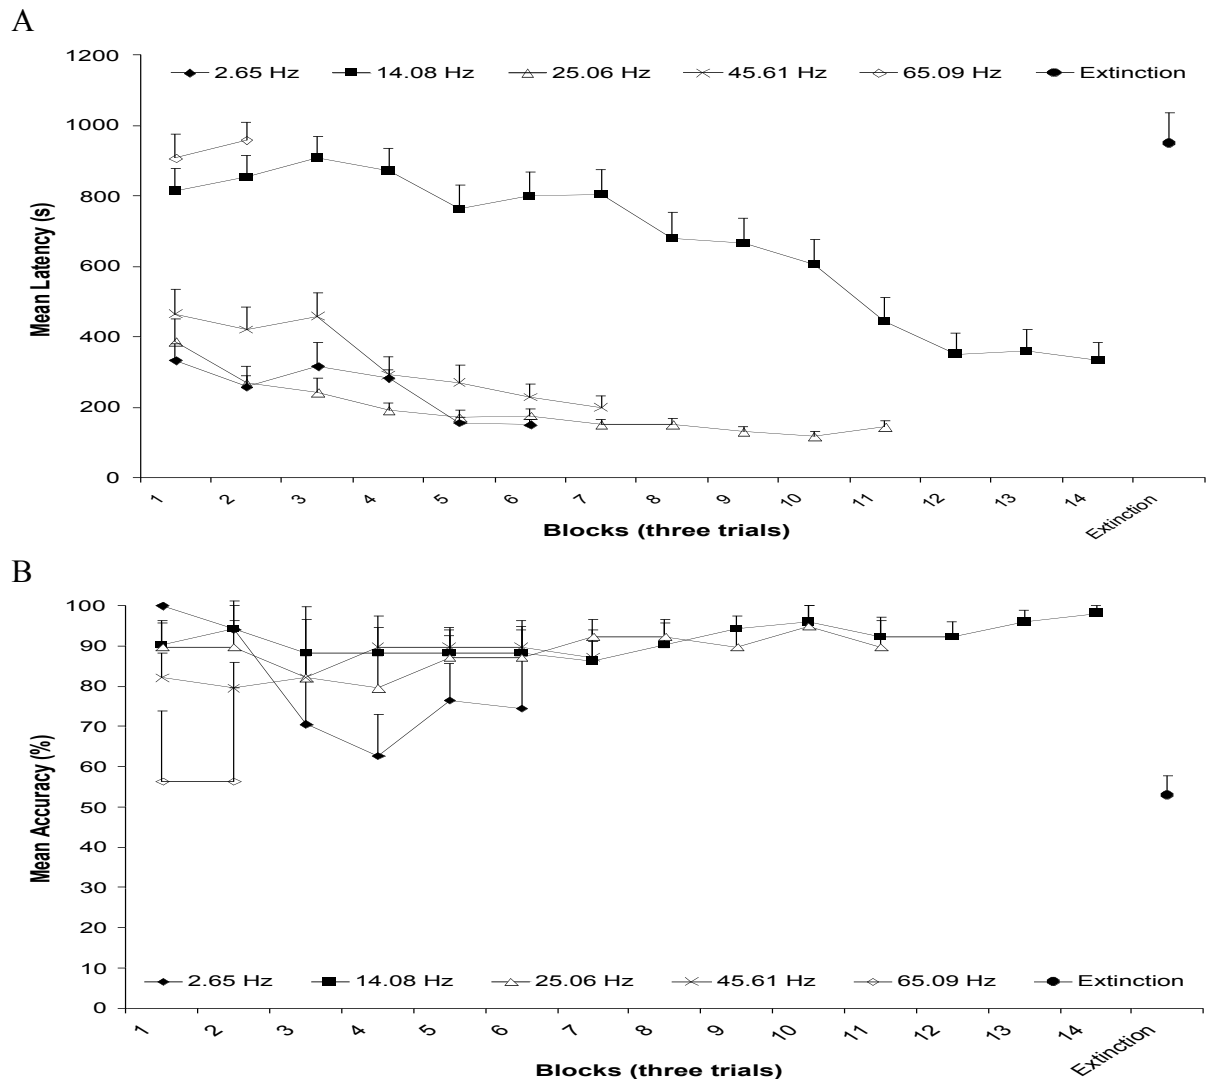 A
1200
2.65 Hz 14.08 Hz 25.06 Hz 45.61 Hz 65.09 Hz Extinction
1000
800
600
400
200
0
Mean Latency (s)
1 2 3 4 5 6 7 8 9 10 11 12 13 14 Extinction
Blocks (three trials)
B
100
90
80
70
60
50
40
30
20
10
0
Mean Accuracy (%)
2.65 Hz 14.08 Hz 25.06 Hz 45.61 Hz 65.09 Hz Extinction
1 2 3 4 5 6 7 8 9 10 11 12 13 14 Extinction
Blocks (three trials)